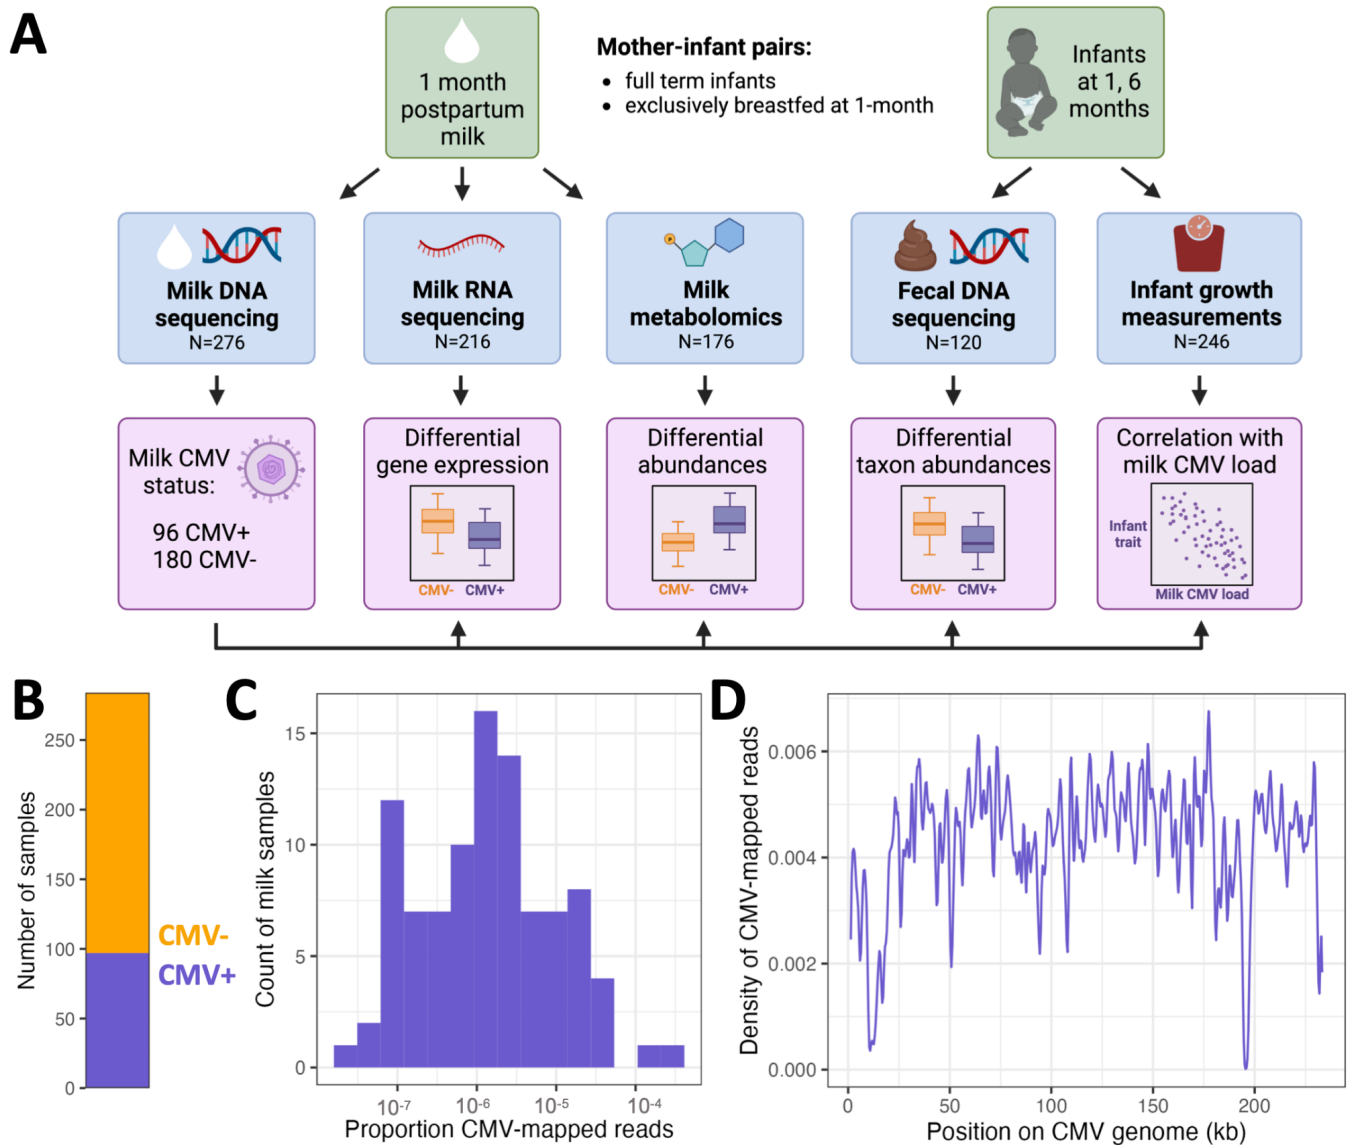 A
1 month
postpartum
milk
Mother-infant pairs:
• full term infants
• exclusively breastfed at 1-month
Infants
at 1, 6
months
Milk DNA
sequencing
N=276
Milk RNA
sequencing
N=216
P
Milk
metabolomics
N=176
Fecal DNA
sequencing
N=120
Infant growth
measurements
N=246
Milk CMV
status:
96 CMV+
180 CMV-
Differential
gene expression
CMV- CMV+
Differential
abundances
CMV- CMV+
Differential
taxon abundances
CMV- CMV+
Correlation with
milk CMV load
Infant
trait
Milk CMV load
B
Number of samples
250
200
150
100
50
0
CMV-
CMV+
C
Count of milk samples
15
10
5
0
10-7 10-6 10-5 10-4
Proportion CMV-mapped reads
D
Density of CMV-mapped reads
0.006
0.004
0.002
0.000
0 50 100 150 200
Position on CMV genome (kb)